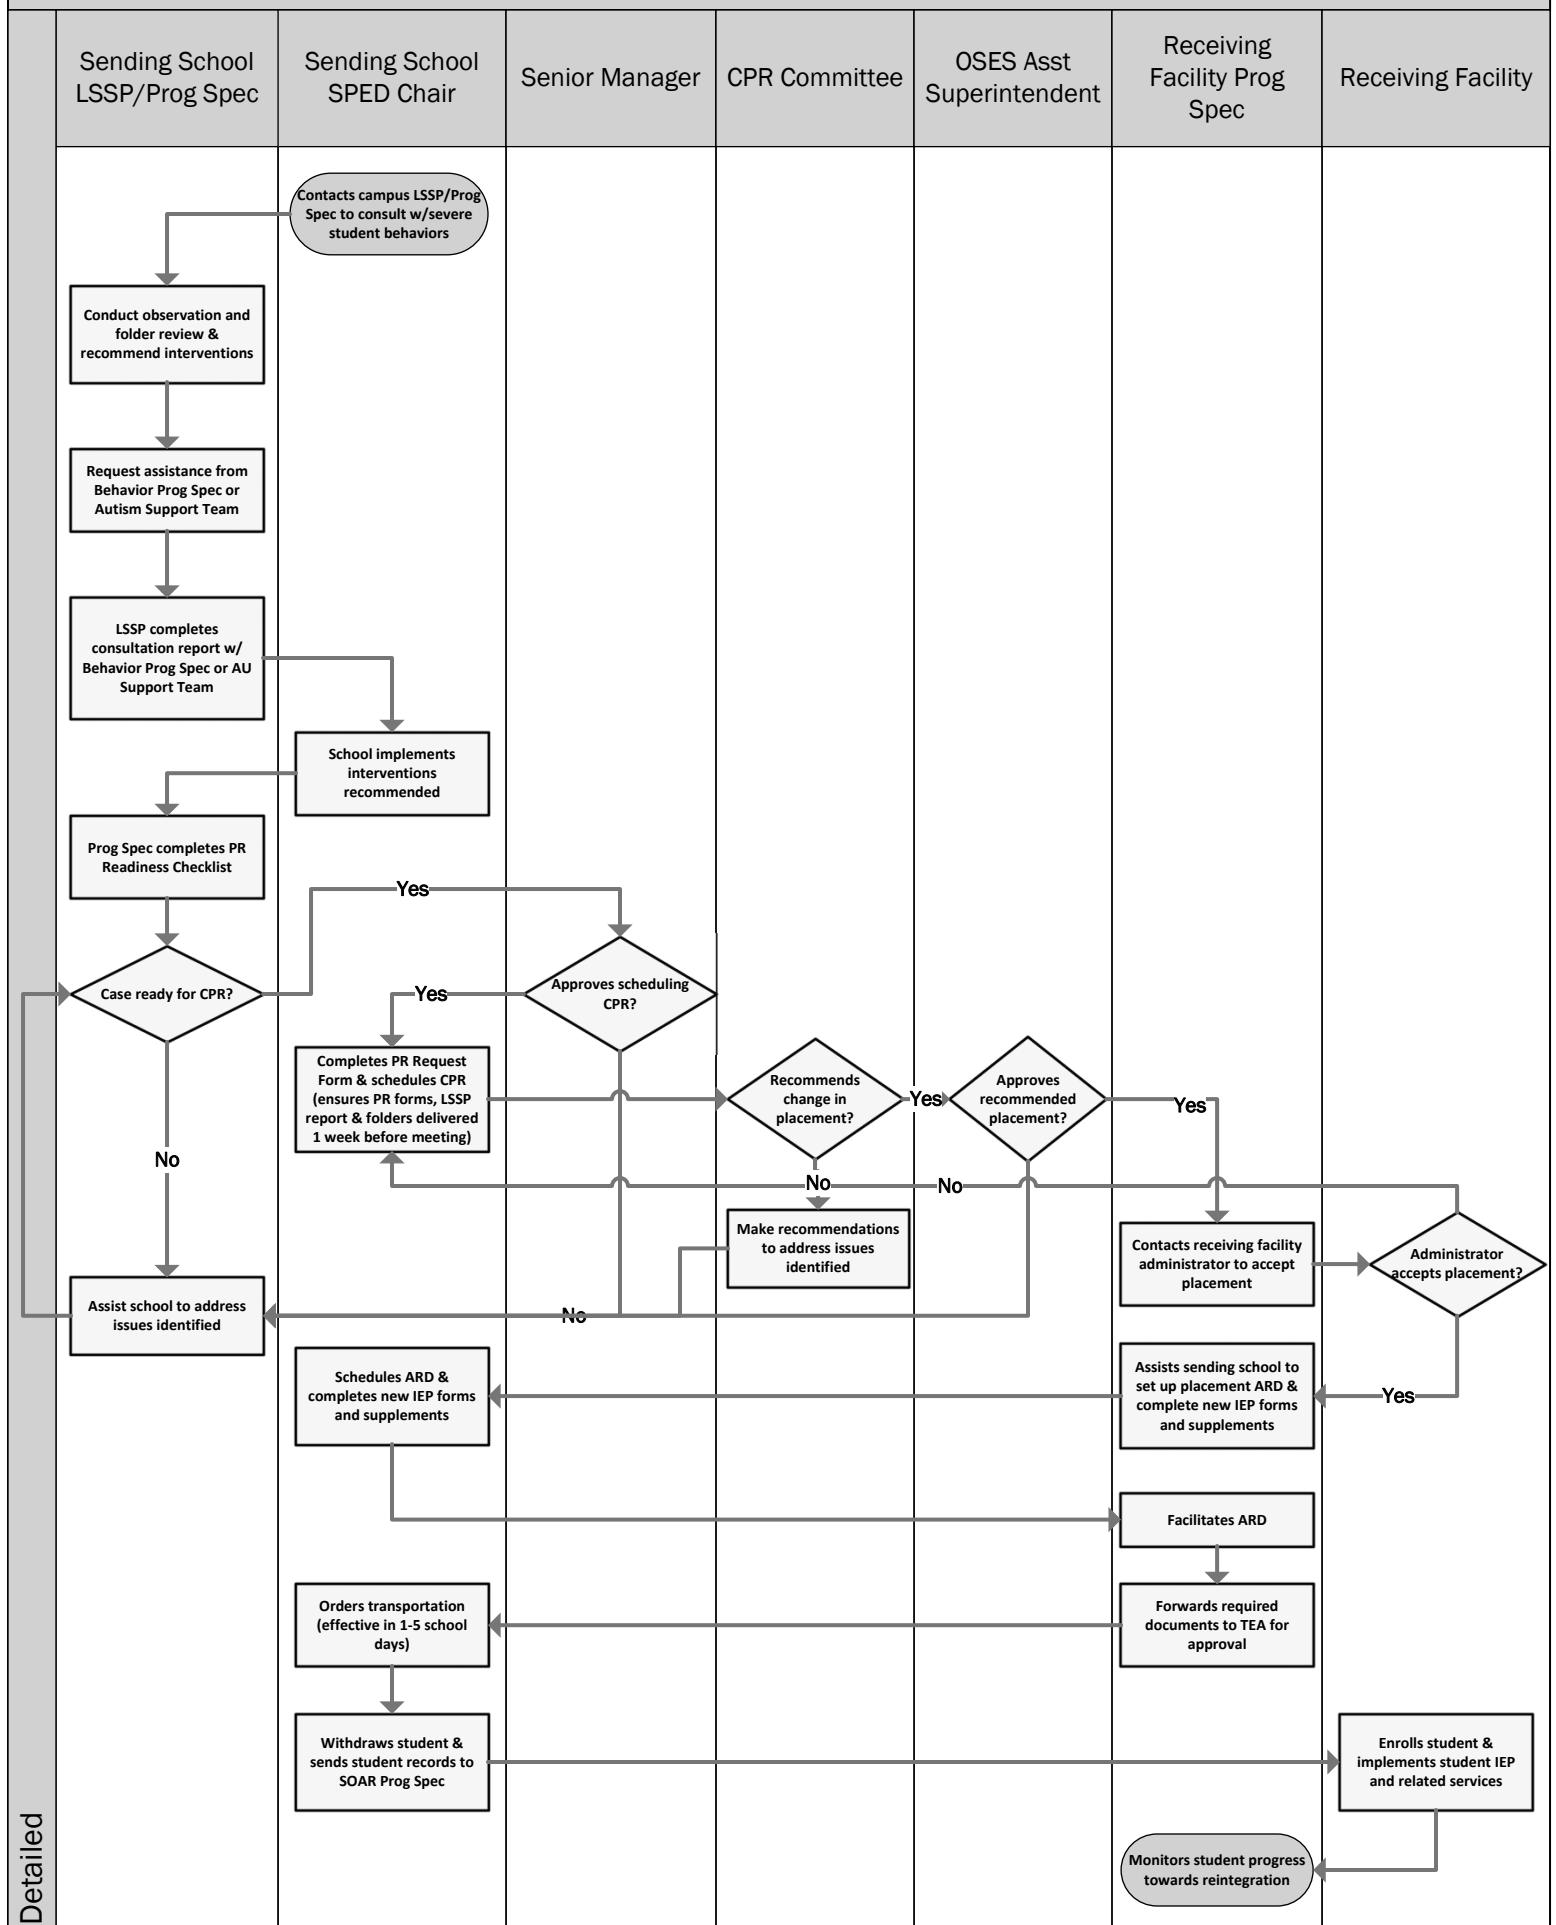 Sending School
LSSP/Prog Spec
Sending School
SPED Chair
Senior Manager
CPR Committee
OSES Asst
Superintendent
Receiving
Facility Prog
Spec
Receiving Facility
Contacts campus LSSP/Prog
Spec to consult w/severe
student behaviors
Conduct observation and
folder review &
recommend interventions
Request assistance from
Behavior Prog Spec or
Autism Support Team
LSSP completes
consultation report w/
Behavior Prog Spec or AU
Support Team
School implements
interventions
recommended
Prog Spec completes PR
Readiness Checklist
Yes
Case ready for CPR?
Yes
Approves scheduling
CPR?
Completes PR Request
Form & schedules CPR
(ensures PR forms, LSSP
report & folders delivered
1 week before meeting)
Recommends
change in
placement?
Yes
Approves
recommended
placement?
Yes
No
No
No
Make recommendations
to address issues
identified
Contacts receiving facility
administrator to accept
placement
Administrator
accepts placement?
Assist school to address
issues identified
No
Schedules ARD &
completes new IEP forms
and supplements
Assists sending school to
set up placement ARD &
complete new IEP forms
and supplements
Yes
Facilitates ARD
Orders transportation
(effective in 1-5 school
days)
Forwards required
documents to TEA for
approval
Withdraws student &
sends student records to
SOAR Prog Spec
Enrolls student &
implements student IEP
and related services
Monitors student progress
towards reintegration
Detailed